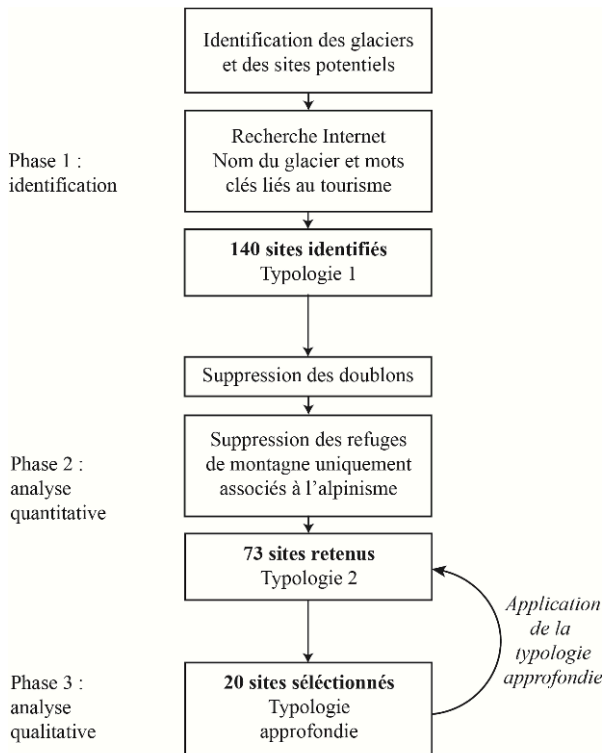 Identification des glaciers
et des sites potentiels
Phase 1 :
identification
Recherche Internet
Nom du glacier et mots
clés liés au tourisme
140 sites identifiés
Typologie 1
Suppression des doublons
Phase 2 :
analyse
quantitative
Suppression des refuges
de montagne uniquement
associés à l’alpinisme
73 sites retenus
Typologie 2
Application
de la
typologie
approfondie
Phase 3 :
analyse
qualitative
20 sites séléctionnés
Typologie
approfondie